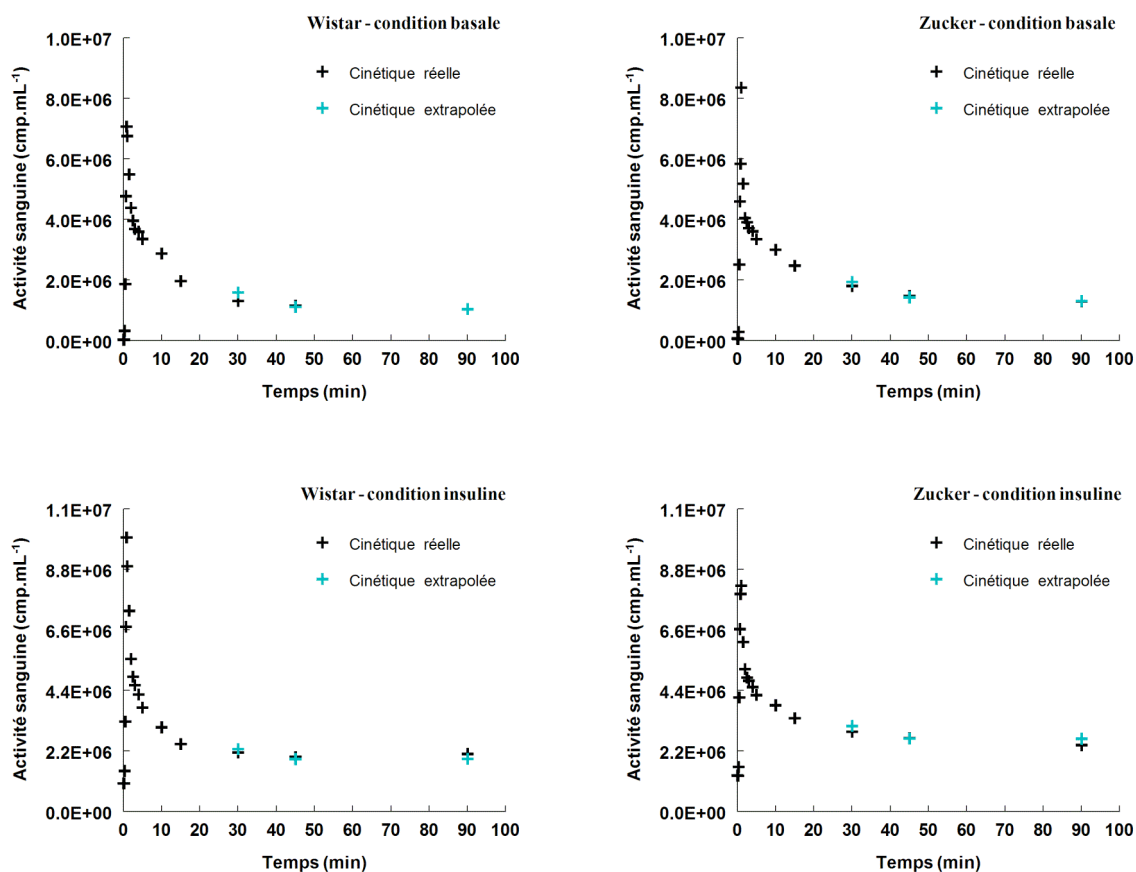 Wistar - condition basale
1.0E+07
8.0E+06
6.0E+06
4.0E+06
2.0E+06
0.0E+00
Activité sanguine (cmp.mL⁻¹)
Cinétique réelle
Cinétique extrapolée
0 10 20 30 40 50 60 70 80 90 100
Temps (min)
Zucker - condition basale
1.0E+07
8.0E+06
6.0E+06
4.0E+06
2.0E+06
0.0E+00
Activité sanguine (cmp.mL⁻¹)
Cinétique réelle
Cinétique extrapolée
0 10 20 30 40 50 60 70 80 90 100
Temps (min)
Wistar - condition insuline
1.1E+07
8.8E+06
6.6E+06
4.4E+06
2.2E+06
0.0E+00
Activité sanguine (cmp.mL⁻¹)
Cinétique réelle
Cinétique extrapolée
0 10 20 30 40 50 60 70 80 90 100
Temps (min)
Zucker - condition insuline
1.1E+07
8.8E+06
6.6E+06
4.4E+06
2.2E+06
0.0E+00
Activité sanguine (cmp.mL⁻¹)
Cinétique réelle
Cinétique extrapolée
0 10 20 30 40 50 60 70 80 90 100
Temps (min)